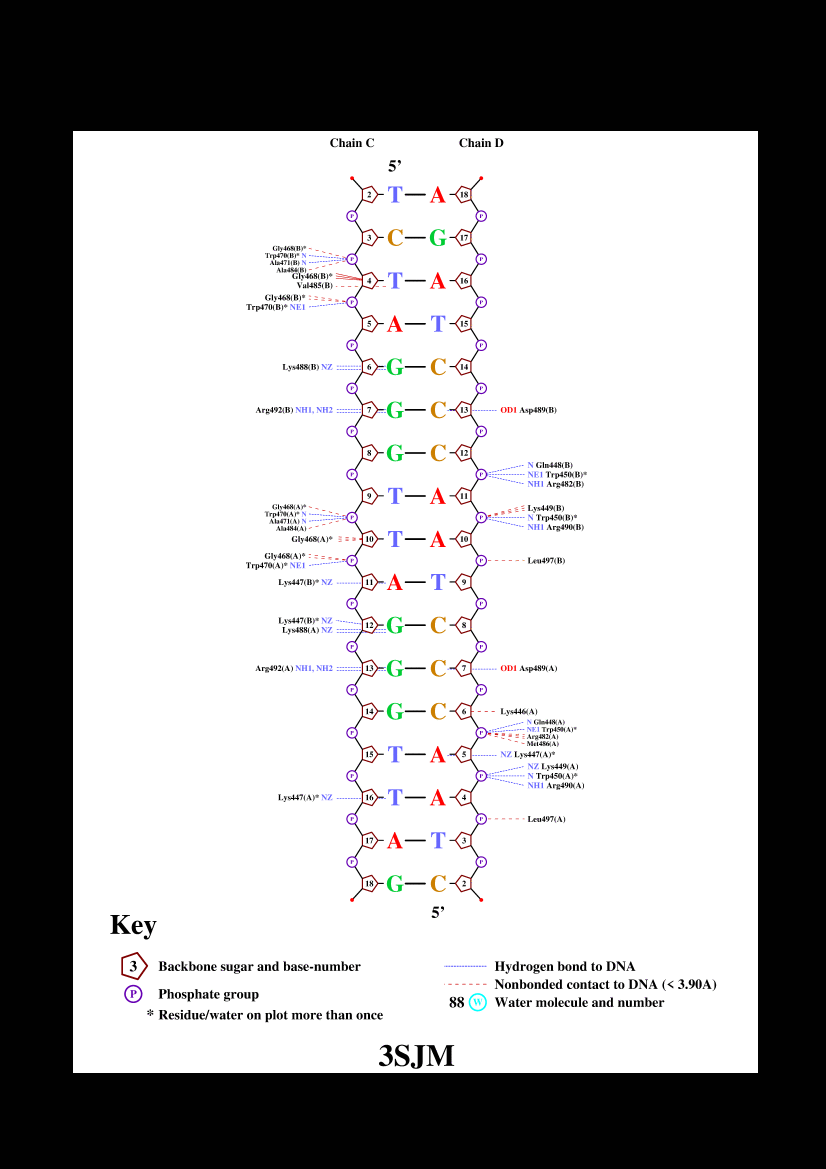 Chain C Chain D
5’
2 T A 18
P P
3 C G 17
Gly468(B)*
Trp470(B)* N
Ala471(B) N
Ala484(B)
P P
Gly468(B)*
Val485(B)
4 T A 16
Gly468(B)*
Trp470(B)* NE1
P P
5 A T 15
P P
Lys488(B) NZ 6 G C 14
P P
Arg492(B) NH1, NH2 7 G C 13 OD1 Asp489(B)
P P
8 G C 12
P P
N Gln448(B)
NE1 Trp450(B)*
NH1 Arg482(B)
9 T A 11
Gly468(A)*
Trp470(A)* N
Ala471(A) N
Ala484(A)
P P
Lys449(B)
N Trp450(B)*
NH1 Arg490(B)
Gly468(A)* 10 T A 10
Gly468(A)*
Trp470(A)* NE1
P P Leu497(B)
Lys447(B)* NZ 11 A T 9
P P
Lys447(B)* NZ
Lys488(A) NZ
12 G C 8
P P
Arg492(A) NH1, NH2 13 G C 7 OD1 Asp489(A)
P P
14 G C 6 Lys446(A)
P P
N Gln448(A)
NE1 Trp450(A)*
Arg482(A)
Met486(A)
15 T A 5 NZ Lys447(A)*
P P
NZ Lys449(A)
N Trp450(A)*
NH1 Arg490(A)
Lys447(A)* NZ 16 T A 4
P P Leu497(A)
17 A T 3
P P
18 G C 2
5’
Key
3 Backbone sugar and base-number
P Phosphate group
* Residue/water on plot more than once
Hydrogen bond to DNA
Nonbonded contact to DNA (< 3.90A)
88 W Water molecule and number
3SJM